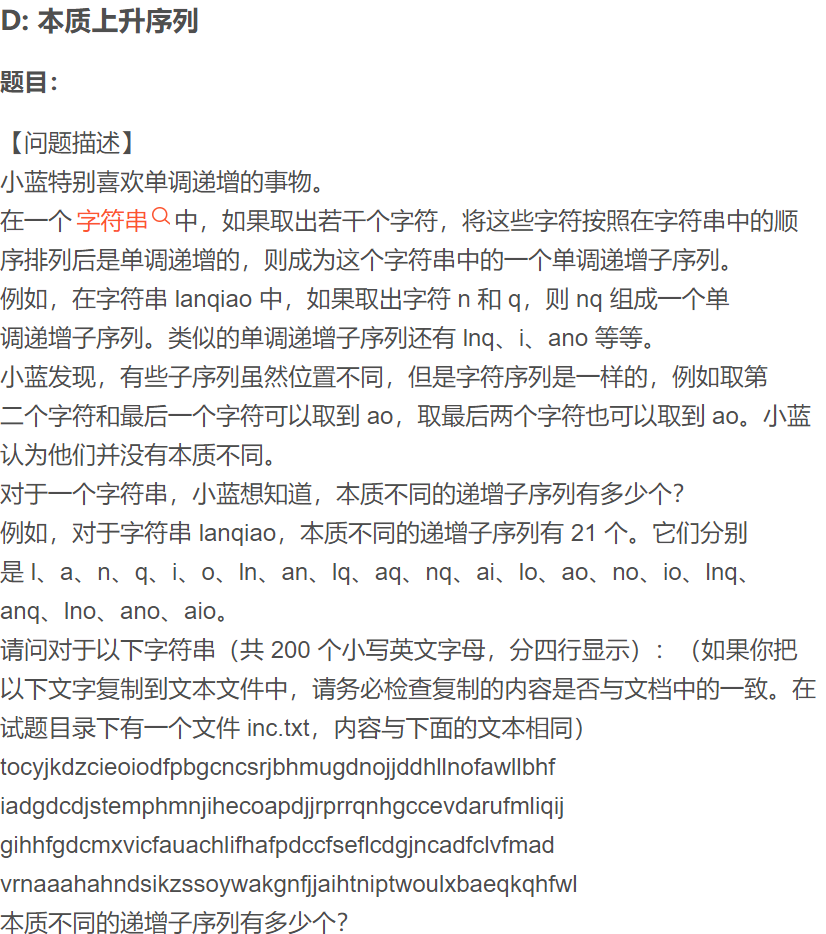 D: 本质上升序列
题目：
【问题描述】
小蓝特别喜欢单调递增的事物。
在一个 字符串 中，如果取出若干个字符，将这些字符按照在字符串中的顺
序排列后是单调递增的，则成为这个字符串中的一个单调递增子序列。
例如，在字符串 lanqiao 中，如果取出字符 n 和 q，则 nq 组成一个单
调递增子序列。类似的单调递增子序列还有 lnq、i、ano 等等。
小蓝发现，有些子序列虽然位置不同，但是字符序列是一样的，例如取第
二个字符和最后一个字符可以取到 ao，取最后两个字符也可以取到 ao。小蓝
认为他们并没有本质不同。
对于一个字符串，小蓝想知道，本质不同的递增子序列有多少个？
例如，对于字符串 lanqiao，本质不同的递增子序列有 21 个。它们分别
是 l、a、n、q、i、o、ln、an、lq、aq、nq、ai、lo、ao、no、io、lnq、
anq、lno、ano、aio。
请问对于以下字符串（共 200 个小写英文字母，分四行显示）：（如果你把
以下文字复制到文本文件中，请务必检查复制的内容是否与文档中的一致。在
试题目录下有一个文件 inc.txt，内容与下面的文本相同）
tocyjkdzcieoiodfpbgcncsrjbhmugdnojjddhllnofawllbhf
iadgdcdjstemphmnjihecoapdjjrprrqnhgccevdarufmliqij
gihhfgdcmxvicfauachlifhafpdccfseflcdgjncadfclvfmad
vrnaaahahndsikzssoywakgnfjjaihtniptwoulxbaeqkqhfwl
本质不同的递增子序列有多少个？